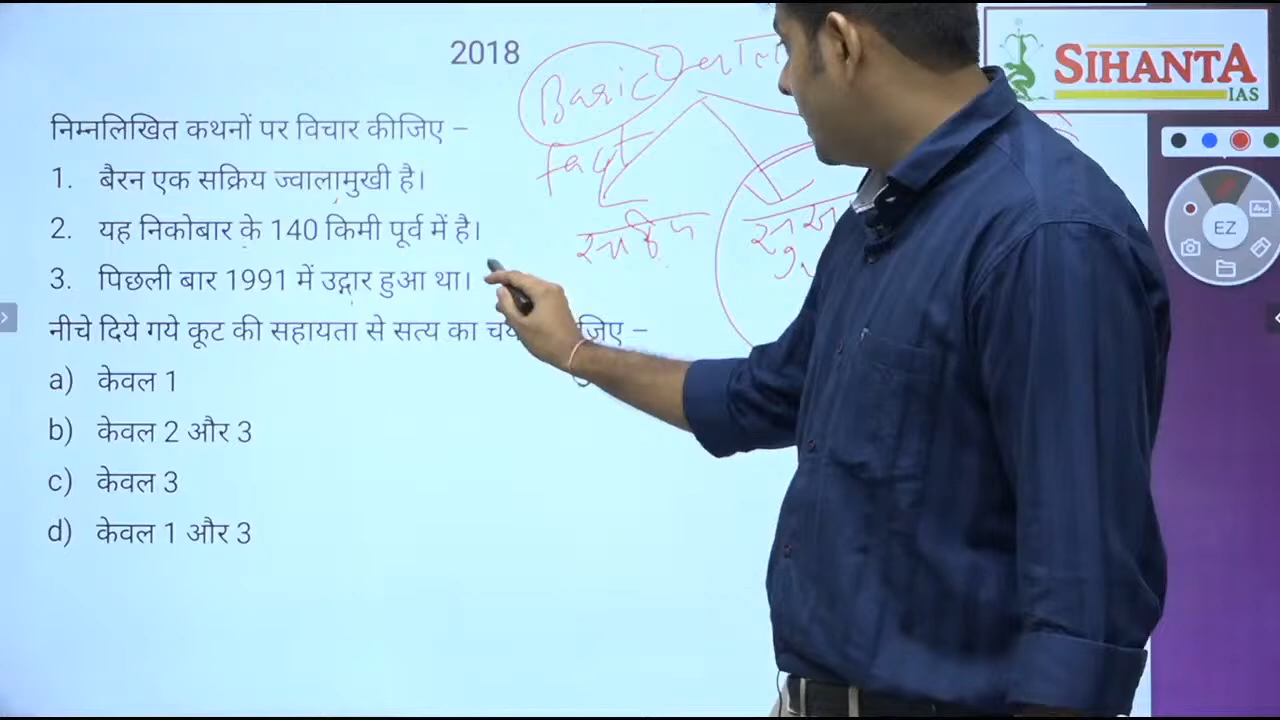 2018
SIHANTA
IAS
Basic
निम्नलिखित कथनों पर विचार कीजिए –
fact
1. बैरन एक सक्रिय ज्वालामुखी है।
2. यह निकोबार के 140 किमी पूर्व में है।
3. पिछली बार 1991 में उद्गार हुआ था।
EZ
नीचे दिये गये कूट की सहायता से सत्य का
a) केवल 1
b) केवल 2 और 3
c) केवल 3
d) केवल 1 और 3